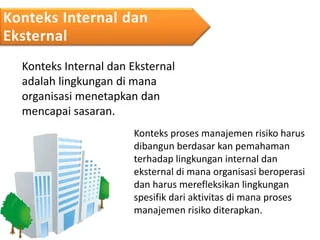 Konteks Internal dan
Eksternal
Konteks Internal dan Eksternal
adalah lingkungan di mana
organisasi menetapkan dan
mencapai sasaran.
Konteks proses manajemen risiko harus
dibangun berdasar kan pemahaman
terhadap lingkungan internal dan
eksternal di mana organisasi beroperasi
dan harus merefleksikan lingkungan
spesifik dari aktivitas di mana proses
manajemen risiko diterapkan.